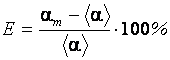 E = (α_m − ⟨α⟩) / ⟨α⟩ · 100%